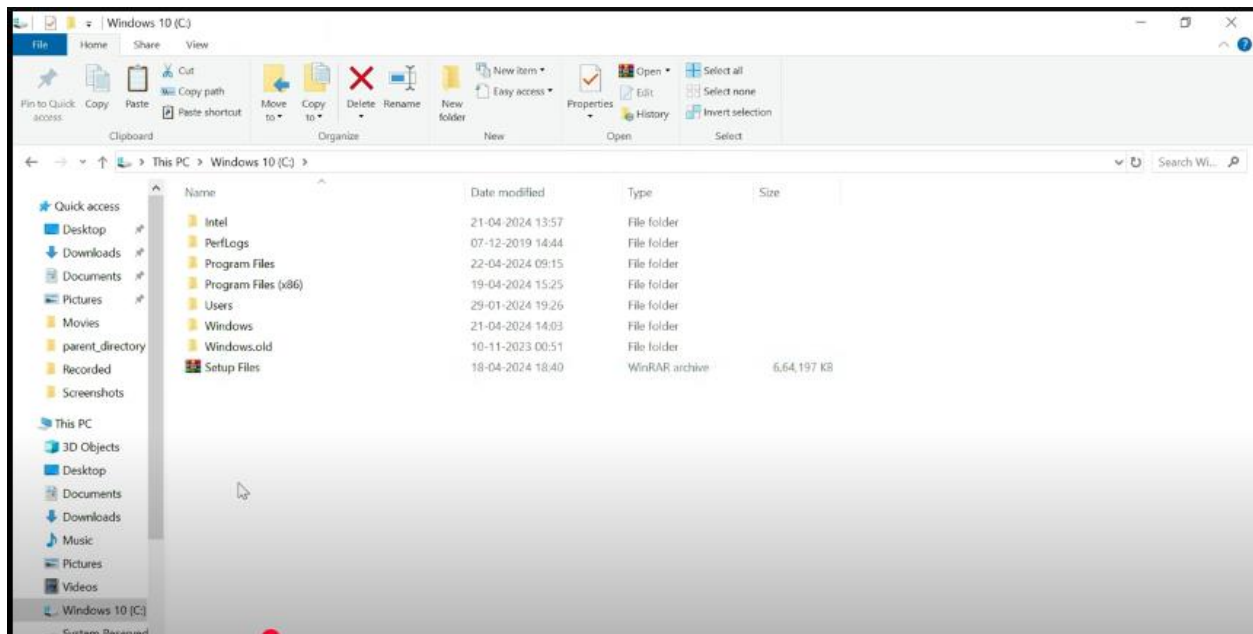 Windows 10 (C:)
File Home Share View
Pin to Quick access
Copy
Paste
Cut
Copy path
Paste shortcut
Clipboard
Move to
Copy to
Delete
Rename
Organize
New folder
New item
Easy access
New
Properties
Open
Edit
History
Open
Select all
Select none
Invert selection
Select
This PC > Windows 10 (C:) >
Search Wi...
Quick access
Desktop
Downloads
Documents
Pictures
Movies
parent_directory
Recorded
Screenshots
This PC
3D Objects
Desktop
Documents
Downloads
Music
Pictures
Videos
Windows 10 (C:)
System Reserved
Name Date modified Type Size
Intel 21-04-2024 13:57 File folder
PerfLogs 07-12-2019 14:44 File folder
Program Files 22-04-2024 09:15 File folder
Program Files (x86) 19-04-2024 15:25 File folder
Users 29-01-2024 19:26 File folder
Windows 21-04-2024 14:03 File folder
Windows.old 10-11-2023 00:51 File folder
Setup Files 18-04-2024 18:40 WinRAR archive 6,64,197 KB